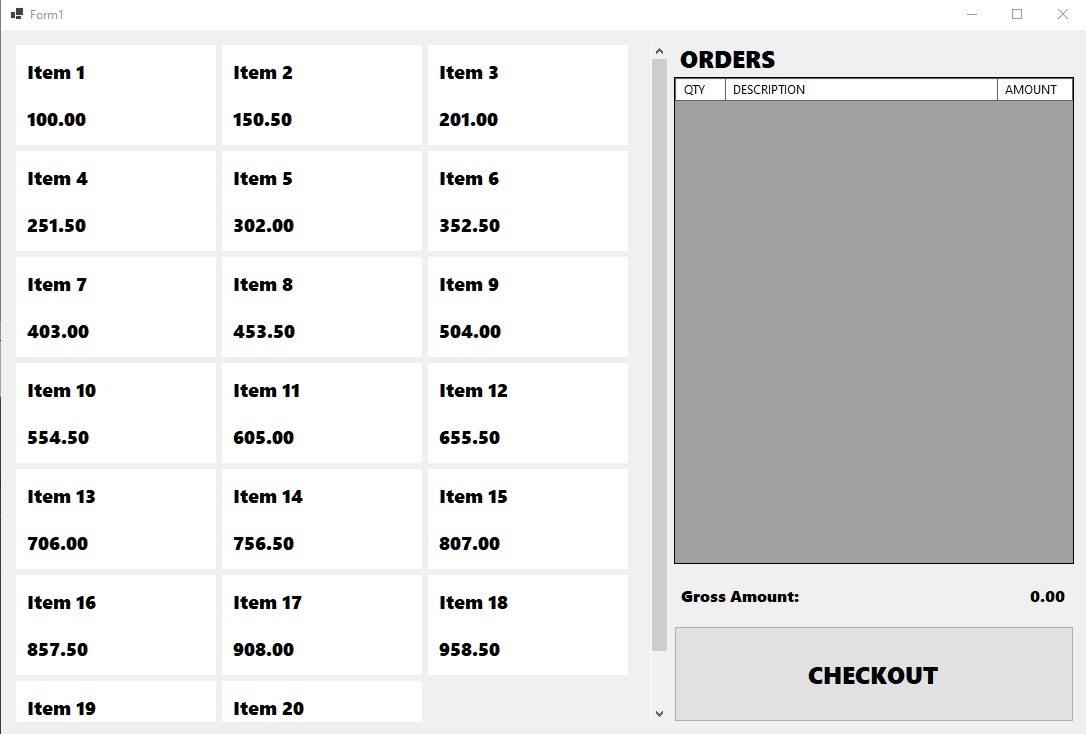 Form1
Item 1
100.00
Item 2
150.50
Item 3
201.00
Item 4
251.50
Item 5
302.00
Item 6
352.50
Item 7
403.00
Item 8
453.50
Item 9
504.00
Item 10
554.50
Item 11
605.00
Item 12
655.50
Item 13
706.00
Item 14
756.50
Item 15
807.00
Item 16
857.50
Item 17
908.00
Item 18
958.50
Item 19
Item 20
ORDERS
QTY DESCRIPTION AMOUNT
Gross Amount: 0.00
CHECKOUT